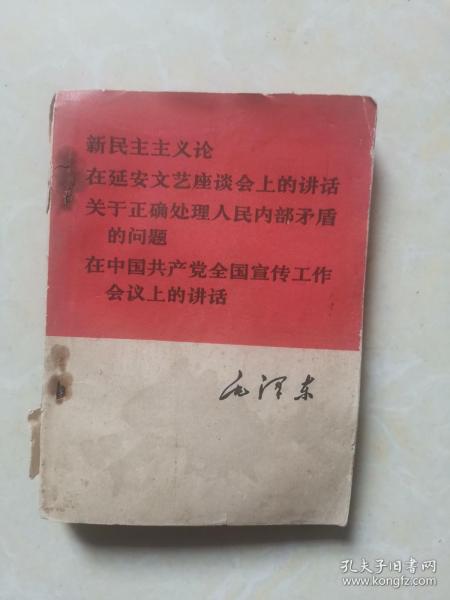 新民主主义论
在延安文艺座谈会上的讲话
关于正确处理人民内部矛盾
的问题
在中国共产党全国宣传工作
会议上的讲话
毛泽东
孔夫子旧书网
www.kongfz.com